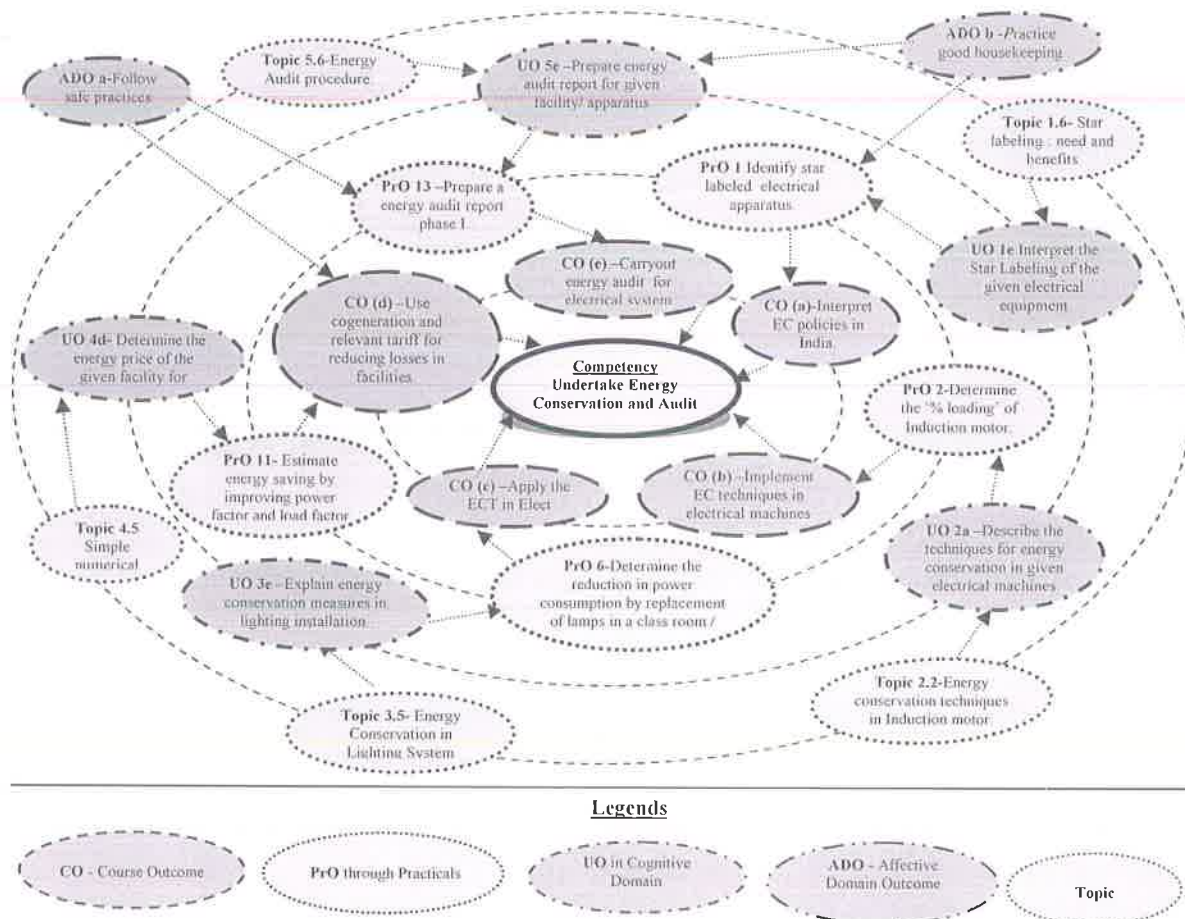 ADO b -Practice
good housekeeping
Topic 5.6-Energy
Audit procedure
UO 5e -Prepare energy
audit report for given
facility/ apparatus
ADO a-Follow
safe practices
Topic 1.6- Star
labeling : need and
benefits
PrO 1 Identify star
labeled electrical
apparatus
PrO 13 –Prepare a
energy audit report
phase I.
UO 1e Interpret the
Star Labeling of the
given electrical
equipment
CO (e) –Carryout
energy audit for
electrical system
CO (d) –Use
cogeneration and
relevant tariff for
reducing losses in
facilities
CO (a)-Interpret
EC policies in
India.
UO 4d- Determine the
energy price of the
given facility for
Competency
Undertake Energy
Conservation and Audit
PrO 2-Determine
the ‘% loading’ of
Induction motor.
PrO 11- Estimate
energy saving by
improving power
factor and load factor
CO (c) –Apply the
ECT in Elect
CO (b) –Implement
EC techniques in
electrical machines
Topic 4.5
Simple
numerical
UO 2a –Describe the
techniques for energy
conservation in given
electrical machines
UO 3e –Explain energy
conservation measures in
lighting installation.
PrO 6-Determine the
reduction in power
consumption by replacement
of lamps in a class room /
Topic 2.2-Energy
conservation techniques
in Induction motor
Topic 3.5- Energy
Conservation in
Lighting System
Legends
CO - Course Outcome
PrO through Practicals
UO in Cognitive
Domain
ADO - Affective
Domain Outcome
Topic